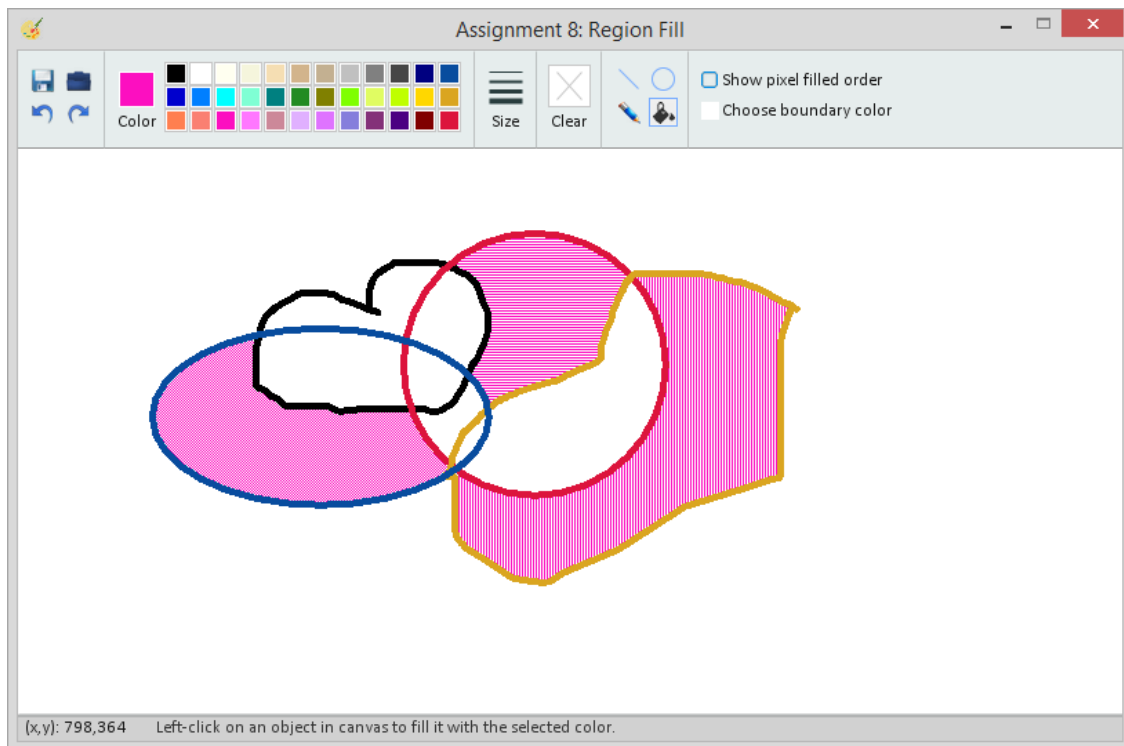 Assignment 8: Region Fill
Show pixel filled order
Choose boundary color
Color
Size
Clear
(x,y): 798,364 Left-click on an object in canvas to fill it with the selected color.